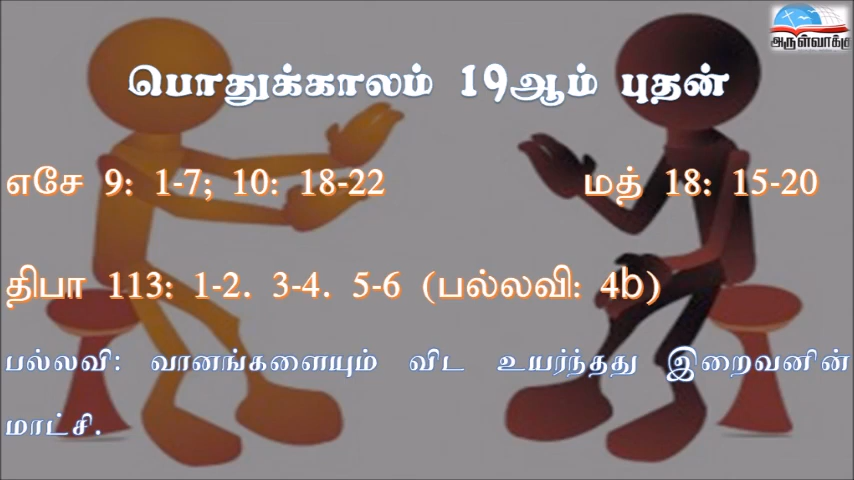 அருள்வாக்கு
பொதுக்காலம் 19ஆம் புதன்
எசே 9: 1-7; 10: 18-22 மத் 18: 15-20
திபா 113: 1-2. 3-4. 5-6 (பல்லவி: 4b)
பல்லவி: வானங்களையும் விட உயர்ந்தது இறைவனின்
மாட்சி.